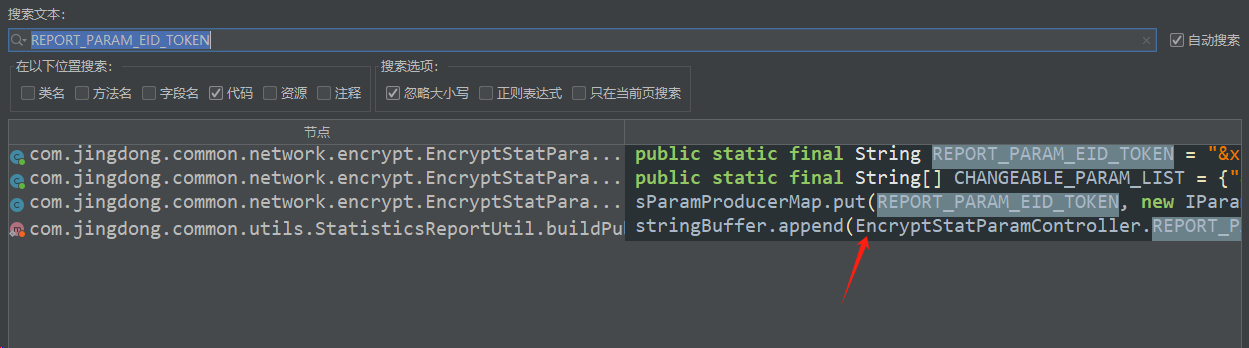 搜索文本:
REPORT_PARAM_EID_TOKEN
自动搜索
在以下位置搜索: 搜索选项:
类名 方法名 字段名 代码 资源 注释 忽略大小写 正则表达式 只在当前页搜索
节点
com.jingdong.common.network.encrypt.EncryptStatPara... public static final String REPORT_PARAM_EID_TOKEN = "&x
com.jingdong.common.network.encrypt.EncryptStatPara... public static final String[] CHANGEABLE_PARAM_LIST = {"
com.jingdong.common.network.encrypt.EncryptStatPara... sParamProducerMap.put(REPORT_PARAM_EID_TOKEN, new IPara
com.jingdong.common.utils.StatisticsReportUtil.buildPu stringBuffer.append(EncryptStatParamController.REPORT_P